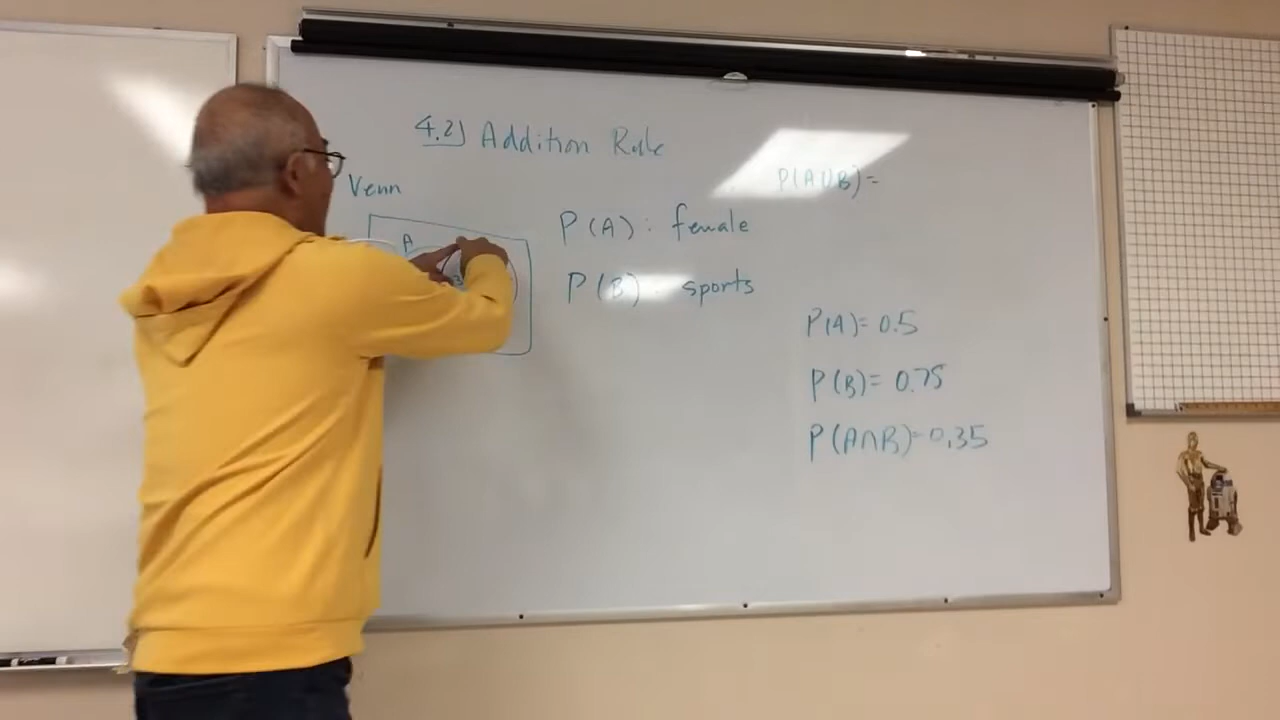 4.2) Addition Rule
Venn
P(A∪B)=
A
P(A): female
P(B): sports
P(A)=0.5
P(B)=0.75
P(A∩B)=0.35